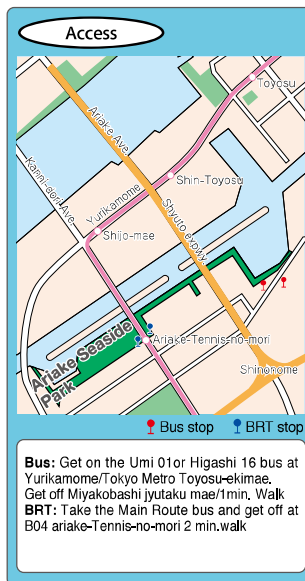 Access
Toyosu
Ariake Ave.
Kanni-dori Ave.
Shin-Toyosu
Yurikamome
Shyuto expwy.
Shijo-mae
Ariake-Tennis-no-mori
Ariake Seaside
Park
Shinonome
Bus stop
BRT stop
Bus: Get on the Umi 01or Higashi 16 bus at
Yurikamome/Tokyo Metro Toyosu-ekimae.
Get off Miyakobashi jyutaku mae/1min. Walk
BRT: Take the Main Route bus and get off at
B04 ariake-Tennis-no-mori 2 min.walk